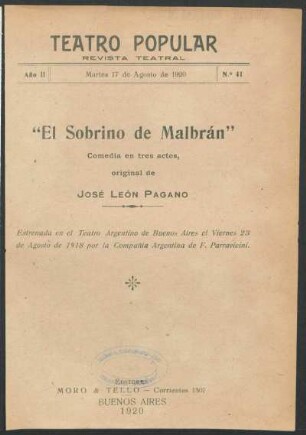 TEATRO POPULAR
REVISTA TEATRAL
Año II Martes 17 de Agosto de 1920 N.º 41
"El Sobrino de Malbrán"
Comedia en tres actos,
original de
JOSÉ LEÓN PAGANO
Estrenada en el Teatro Argentino de Buenos Aires el Viernes 23
de Agosto de 1918 por la Compañía Argentina de F. Parravicini.
Editores
MORO & TELLO - Corrientes
BUENOS AIRES
1920